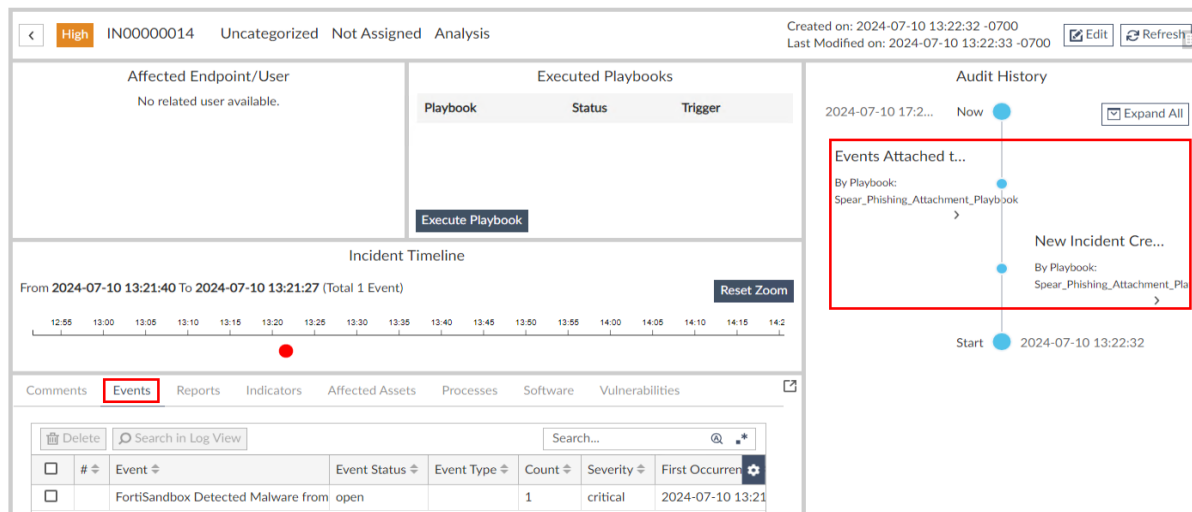 High IN00000014 Uncategorized Not Assigned Analysis
Created on: 2024-07-10 13:22:32 -0700
Last Modified on: 2024-07-10 13:22:33 -0700
Edit Refresh
Affected Endpoint/User
No related user available.
Executed Playbooks
Playbook Status Trigger
Execute Playbook
Audit History
2024-07-10 17:2... Now
Expand All
Events Attached t...
By Playbook:
Spear_Phishing_Attachment_Playbook
New Incident Cre...
By Playbook:
Spear_Phishing_Attachment_Pla
Start 2024-07-10 13:22:32
Incident Timeline
From 2024-07-10 13:21:40 To 2024-07-10 13:21:27 (Total 1 Event)
Reset Zoom
12:55 13:00 13:05 13:10 13:15 13:20 13:25 13:30 13:35 13:40 13:45 13:50 13:55 14:00 14:05 14:10 14:15 14:2
Comments Events Reports Indicators Affected Assets Processes Software Vulnerabilities
Delete Search in Log View Search...
# Event Event Status Event Type Count Severity First Occurren
FortiSandbox Detected Malware from open 1 critical 2024-07-10 13:21